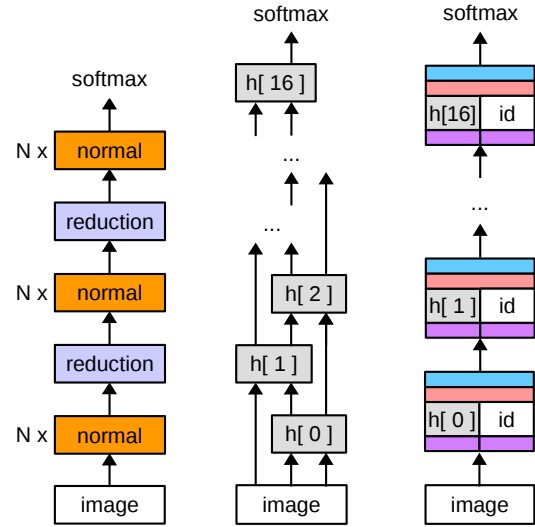 softmax
N x normal
reduction
N x normal
reduction
N x normal
image
softmax
h[ 16 ]
...
...
h[ 2 ]
h[ 1 ]
h[ 0 ]
image
softmax
h[16] id
...
h[ 1 ] id
h[ 0 ] id
image